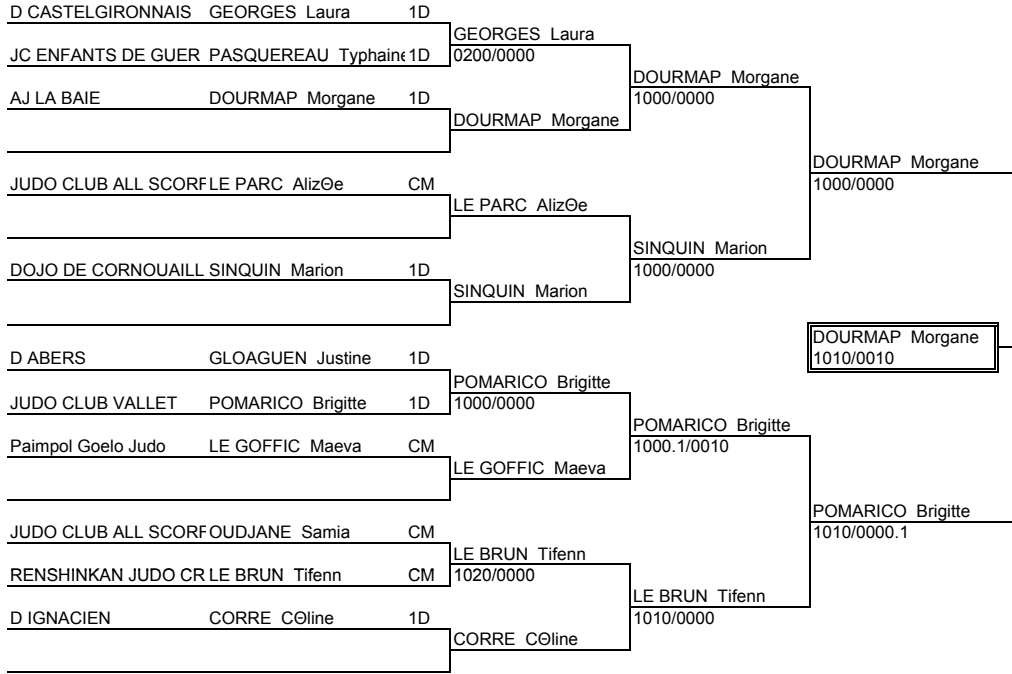 D CASTELGIRONNAIS GEORGES Laura 1D
GEORGES Laura
JC ENFANTS DE GUER PASQUEREAU Typhaine 1D 0200/0000
DOURMAP Morgane
AJ LA BAIE DOURMAP Morgane 1D 1000/0000
DOURMAP Morgane
DOURMAP Morgane
JUDO CLUB ALL SCORF LE PARC AlizΘe CM 1000/0000
LE PARC AlizΘe
SINQUIN Marion
DOJO DE CORNOUAILL SINQUIN Marion 1D 1000/0000
SINQUIN Marion
DOURMAP Morgane
D ABERS GLOAGUEN Justine 1D 1010/0010
POMARICO Brigitte
JUDO CLUB VALLET POMARICO Brigitte 1D 1000/0000
POMARICO Brigitte
Paimpol Goelo Judo LE GOFFIC Maeva CM 1000.1/0010
LE GOFFIC Maeva
POMARICO Brigitte
JUDO CLUB ALL SCORF OUDJANE Samia CM 1010/0000.1
LE BRUN Tifenn
RENSHINKAN JUDO CR LE BRUN Tifenn CM 1020/0000
LE BRUN Tifenn
D IGNACIEN CORRE CΘline 1D 1010/0000
CORRE CΘline